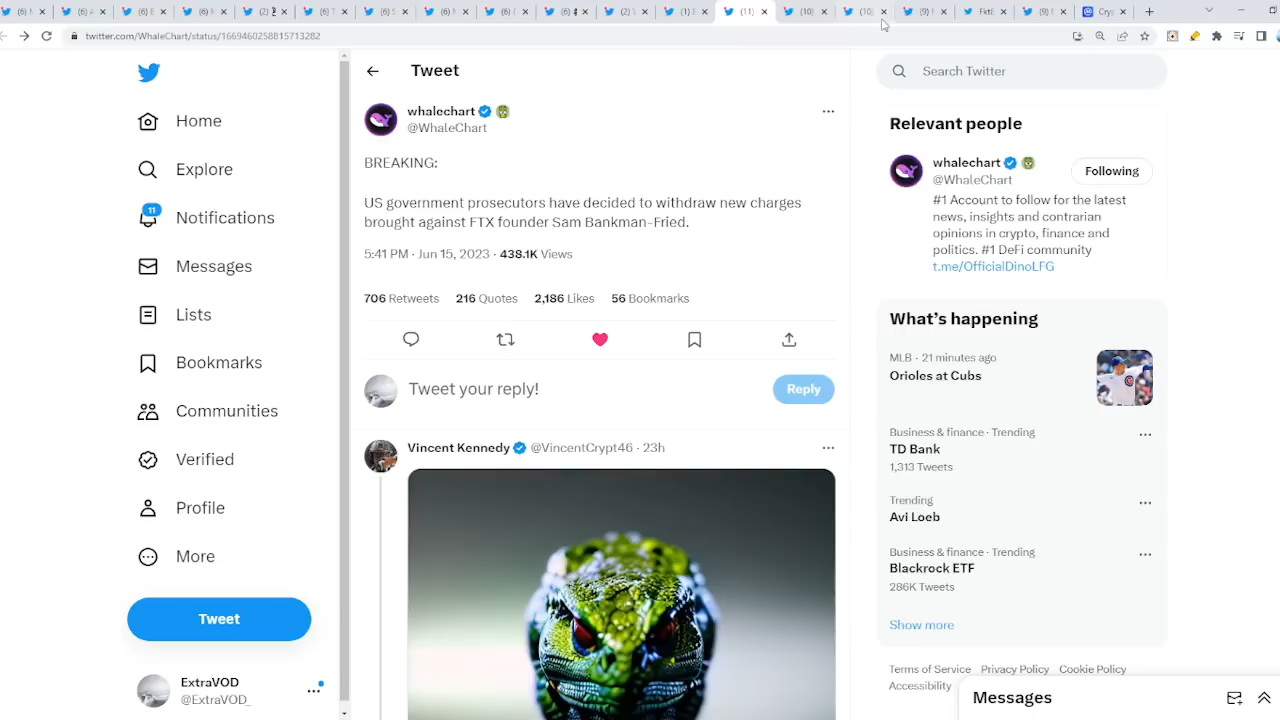 (11)
(10)
twitter.com/WhaleChart/status/1669460258815713282
Home
Explore
11
Notifications
Messages
Lists
Bookmarks
Communities
Verified
Profile
More
Tweet
ExtraVOD
@ExtraVOD_
Tweet
whalechart
@WhaleChart
BREAKING:
US government prosecutors have decided to withdraw new charges
brought against FTX founder Sam Bankman-Fried.
5:41 PM · Jun 15, 2023 · 438.1K Views
706 Retweets 216 Quotes 2,186 Likes 56 Bookmarks
Tweet your reply!
Reply
Vincent Kennedy @VincentCrypt46 · 23h
Search Twitter
Relevant people
whalechart
@WhaleChart
Following
#1 Account to follow for the latest
news, insights and contrarian
opinions in crypto, finance and
politics. #1 DeFi community
t.me/OfficialDinoLFG
What's happening
MLB · 21 minutes ago
Orioles at Cubs
Business & finance · Trending
TD Bank
1,313 Tweets
Trending
Avi Loeb
Business & finance · Trending
Blackrock ETF
286K Tweets
Show more
Terms of Service Privacy Policy Cookie Policy
Accessibility
Messages